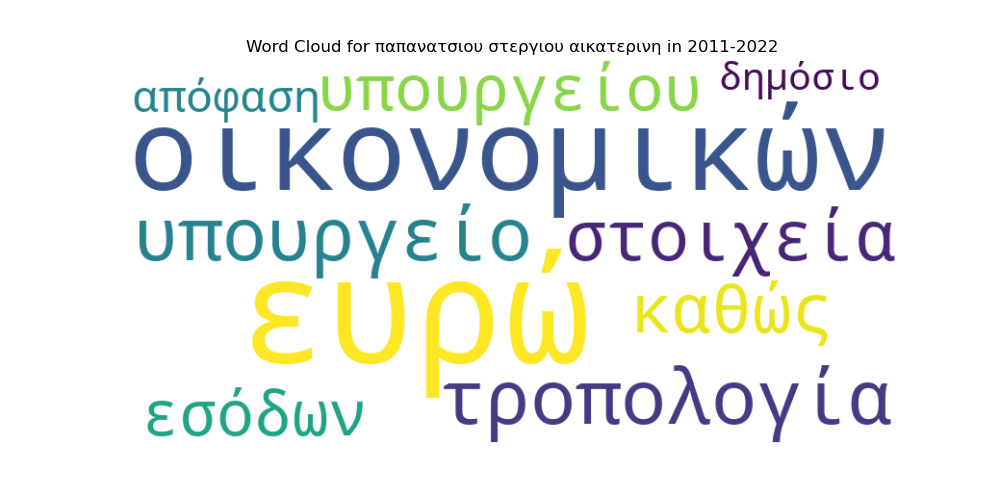 Word Cloud for παπανατσιου στεργιου αικατερινη in 2011-2022
απόφαση υπουργείου δημόσιο
οικονομικών
υπουργείο στοιχεία
ευρώ καθώς
εσόδων τροπολογία